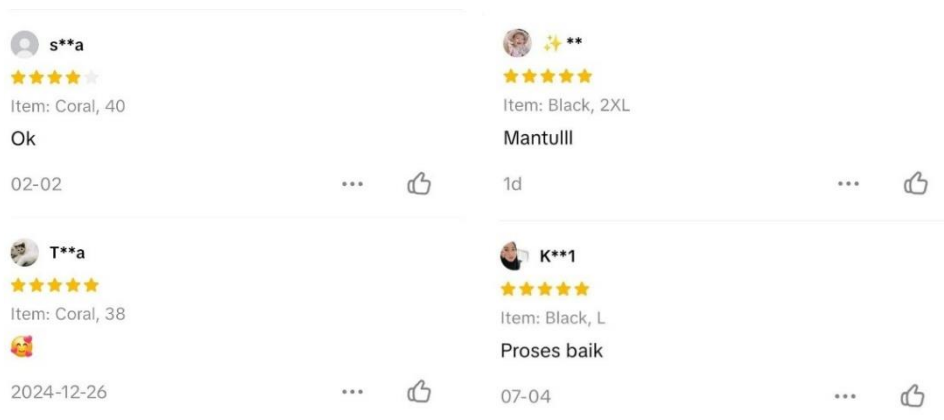 s**a
Item: Coral, 40
Ok
02-02
T**a
Item: Coral, 38
🥰
2024-12-26
✨ **
Item: Black, 2XL
Mantulll
1d
K**1
Item: Black, L
Proses baik
07-04